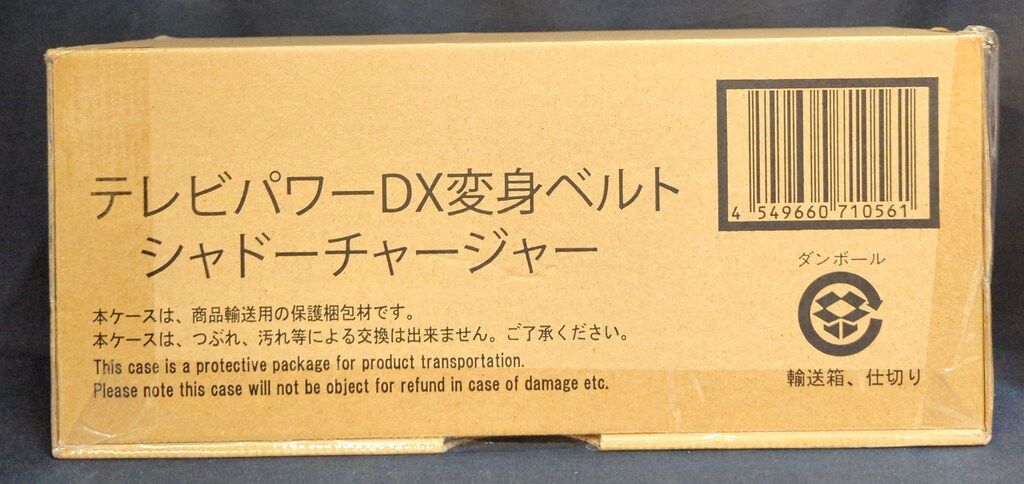 テレビパワーDX変身ベルト
シャドーチャージャー
本ケースは、商品輸送用の保護梱包材です。
本ケースは、つぶれ、汚れ等による交換は出来ません。ご了承ください。
This case is a protective package for product transportation.
Please note this case will not be object for refund in case of damage etc.
4 549660 710561
ダンボール
輸送箱、仕切り